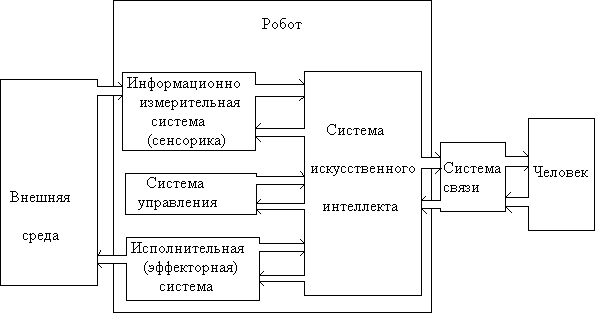 Робот
Внешняя
среда
Информационно
измерительная
система
(сенсорика)
Система
управления
Исполнительная
(эффекторная)
система
Система
искусственного
интеллекта
Система
связи
Человек